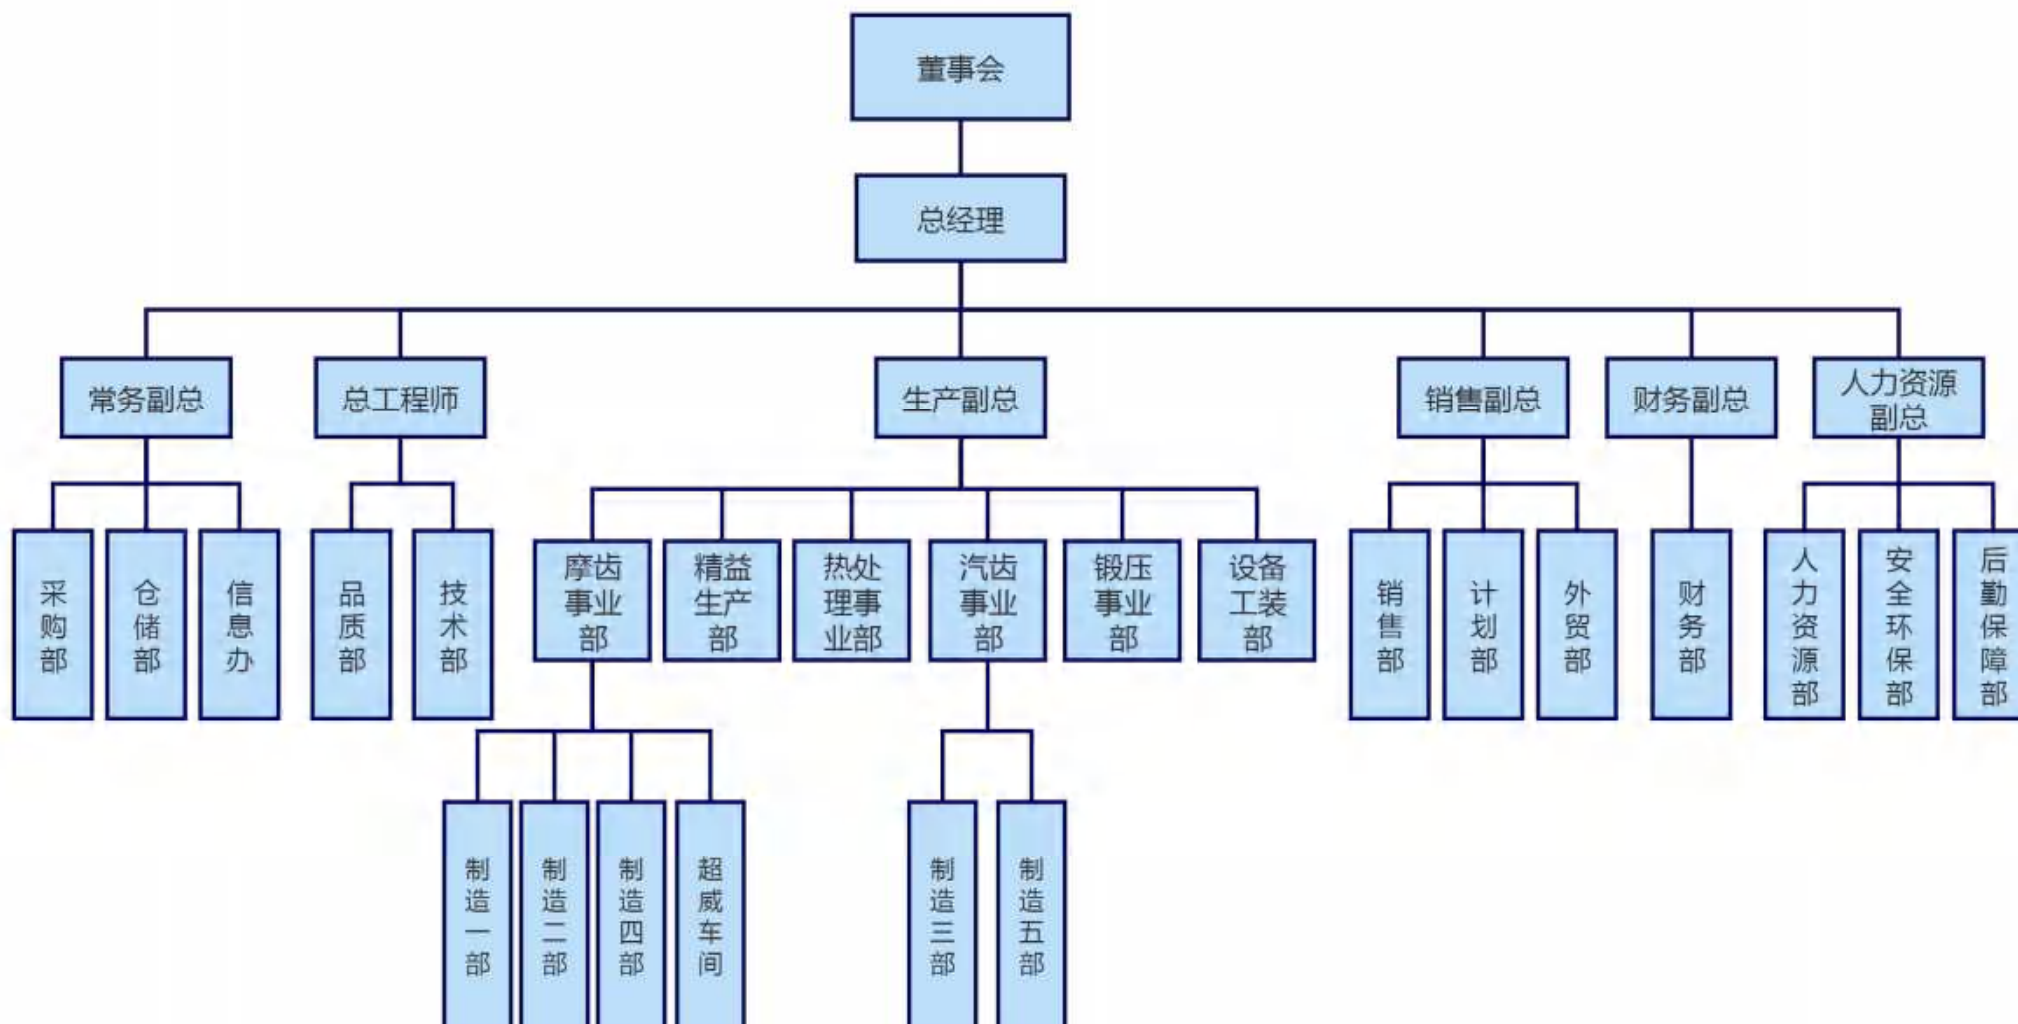 董事会
总经理
常务副总
总工程师
生产副总
销售副总
财务副总
人力资源
副总
采购部
仓储部
信息办
品质部
技术部
摩齿
事业
部
精益
生产
部
热处
理事
业部
汽齿
事业
部
锻压
事业
部
设备
工装
部
销售部
计划部
外贸部
财务部
人力资源部
安全环保部
后勤保障部
制造一部
制造二部
制造四部
超威车间
制造三部
制造五部